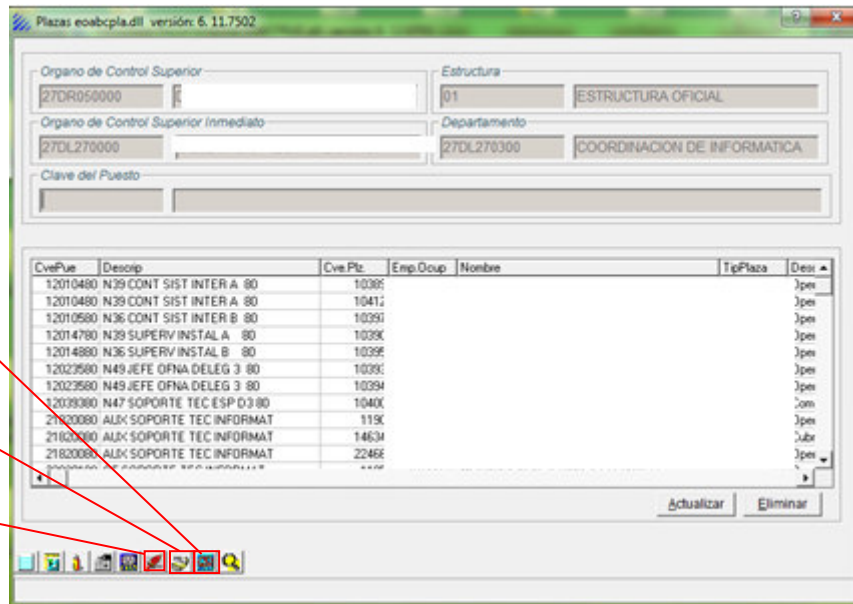 Plazas eoabcpla.dll versión: 6. 11.7502
Organo de Control Superior
Estructura
27DR050000
01
ESTRUCTURA OFICIAL
Organo de Control Superior Inmediato
Departamento
27DL270000
27DL270300
COORDINACION DE INFORMATICA
Clave del Puesto
CvePue Descrip Cve.Plz. Emp.Ocup Nombre TipPlaza
12010480 N39 CONT SIST INTER A 80
12010480 N39 CONT SIST INTER A 80
12010580 N36 CONT SIST INTER B 80
12014780 N39 SUPERV INSTAL A 80
12014880 N36 SUPERV INSTAL B 80
12023580 N49 JEFE OFNA DELEG 3 80
12023580 N49 JEFE OFNA DELEG 3 80
12039380 N47 SOPORTE TEC ESP D3 80
21820080 AUX SOPORTE TEC INFORMAT
21820080 AUX SOPORTE TEC INFORMAT
21820080 AUX SOPORTE TEC INFORMAT
Actualizar Eliminar